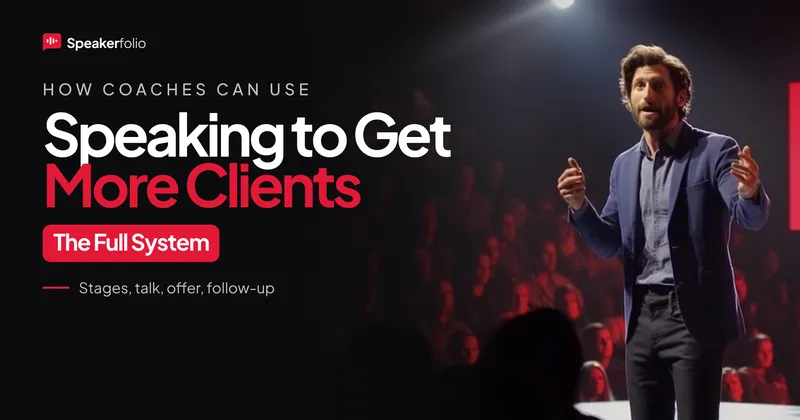 Speakerfolio
HOW COACHES CAN USE
Speaking to Get
More Clients
The Full System
Stages, talk, offer, follow-up